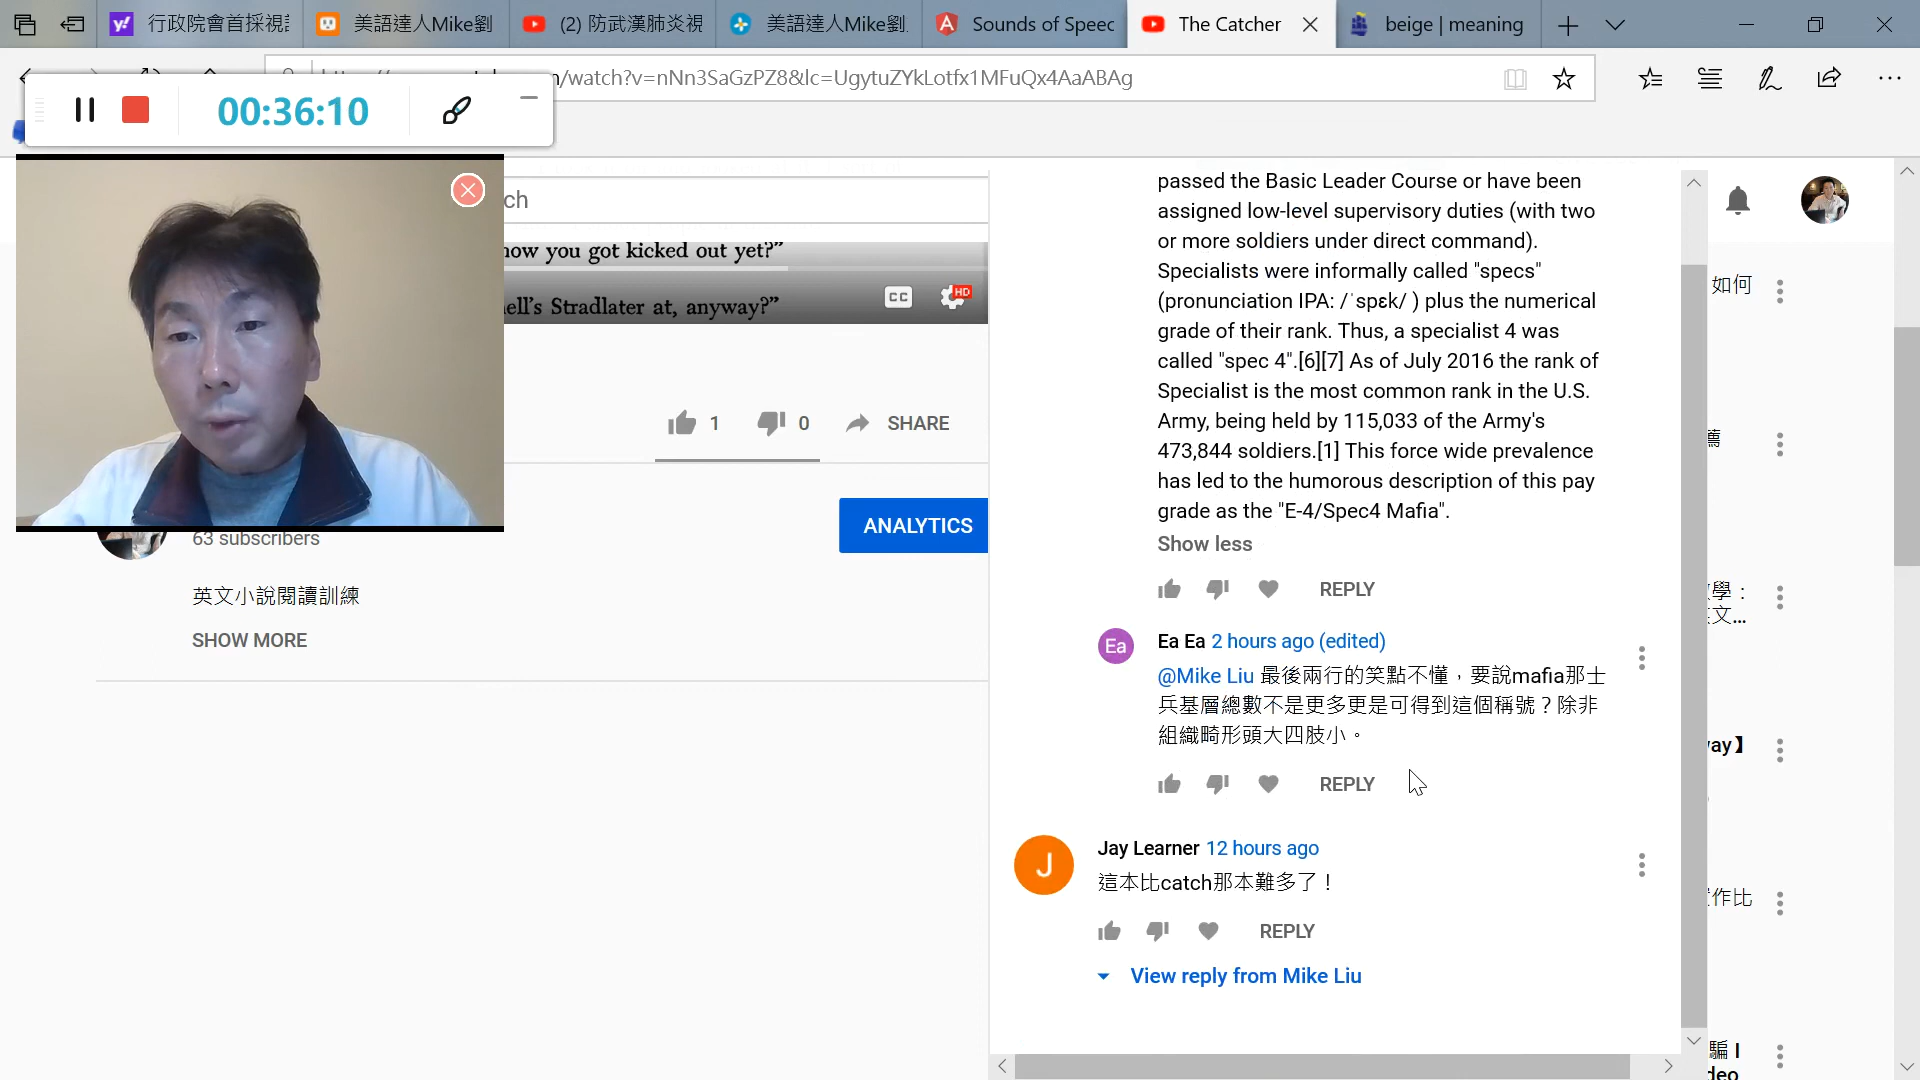 行政院會首採視
美語達人Mike劉
(2) 防武漢肺炎視
美語達人Mike劉
Sounds of Speec
The Catcher
beige | meaning
/watch?v=nNn3SaGzPZ8&lc=UgytuZYkLotfx1MFuQx4AaABAg
00:36:10
ch
now you got kicked out yet?”
ell's Stradlater at, anyway?”
CC
HD
1
0
SHARE
63 subscribers
ANALYTICS
英文小說閱讀訓練
SHOW MORE
passed the Basic Leader Course or have been
assigned low-level supervisory duties (with two
or more soldiers under direct command).
Specialists were informally called "specs"
(pronunciation IPA: /ˈspɛk/ ) plus the numerical
grade of their rank. Thus, a specialist 4 was
called "spec 4".[6][7] As of July 2016 the rank of
Specialist is the most common rank in the U.S.
Army, being held by 115,033 of the Army's
473,844 soldiers.[1] This force wide prevalence
has led to the humorous description of this pay
grade as the "E-4/Spec4 Mafia".
Show less
REPLY
Ea
Ea Ea 2 hours ago (edited)
@Mike Liu 最後兩行的笑點不懂，要說mafia那士
兵基層總數不是更多更是可得到這個稱號？除非
組織畸形頭大四肢小。
REPLY
J
Jay Learner 12 hours ago
這本比catch那本難多了！
REPLY
View reply from Mike Liu
如何
薦
學：
文...
way】
作比
騙 I
deo